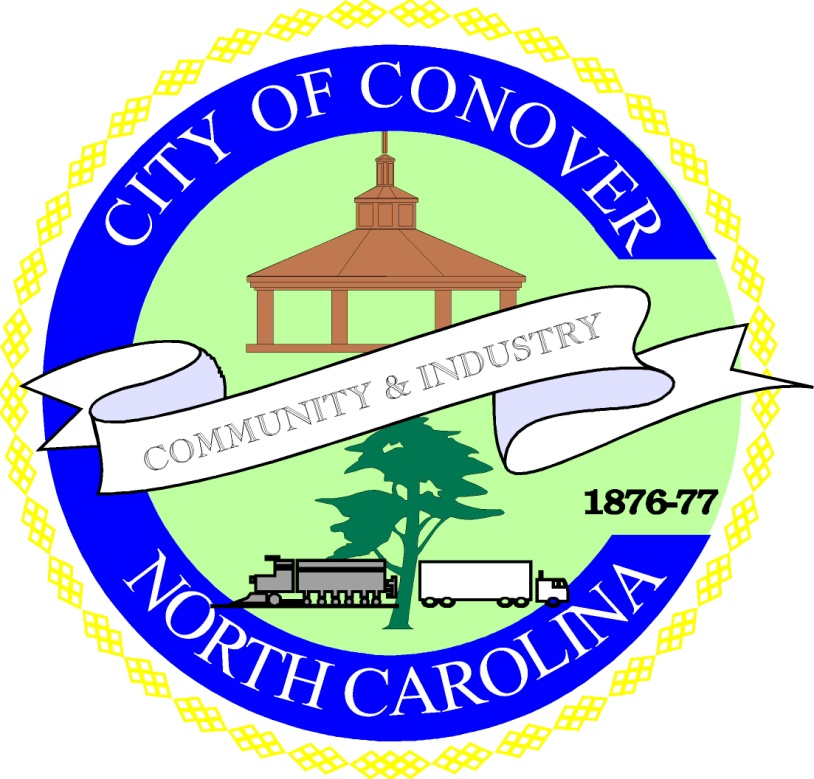 CITY OF CONOVER
COMMUNITY & INDUSTRY
1876-77
NORTH CAROLINA